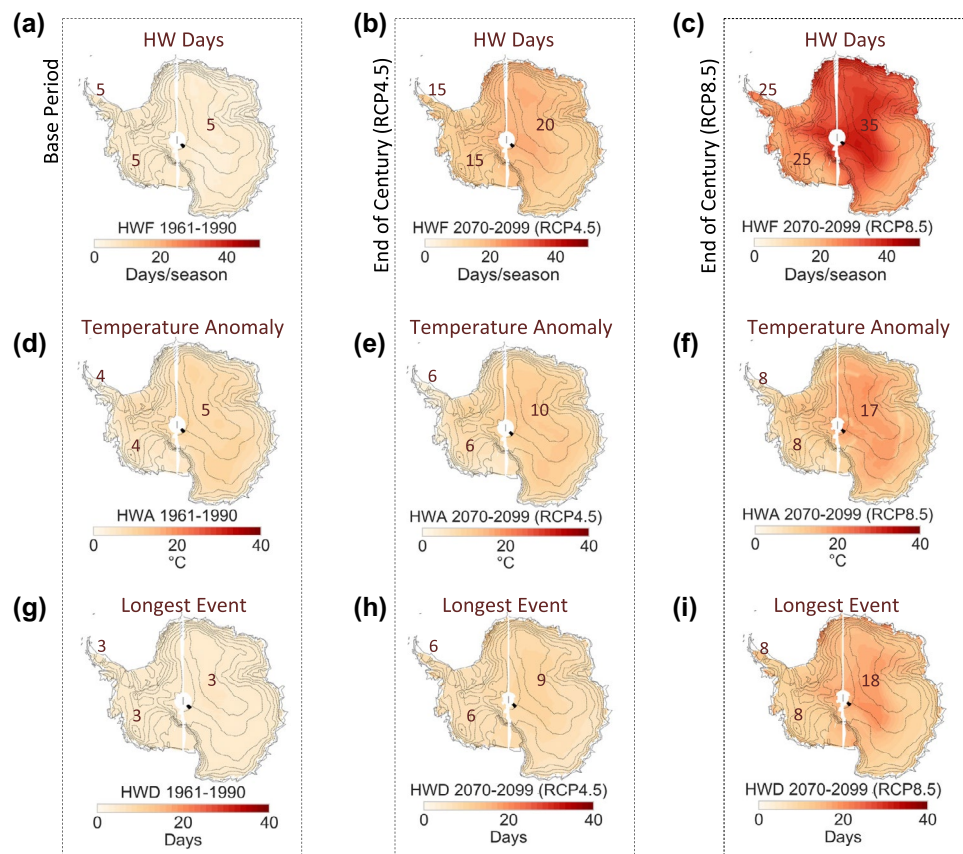 (a)
HW Days
Base Period
5
5
5
HWF 1961-1990
0 20 40
Days/season
(b)
HW Days
End of Century (RCP4.5)
15
20
15
HWF 2070-2099 (RCP4.5)
0 20 40
Days/season
(c)
HW Days
End of Century (RCP8.5)
25
35
25
HWF 2070-2099 (RCP8.5)
0 20 40
Days/season
(d)
Temperature Anomaly
4
5
4
HWA 1961-1990
0 20 40
°C
(e)
Temperature Anomaly
6
10
6
HWA 2070-2099 (RCP4.5)
0 20 40
°C
(f)
Temperature Anomaly
8
17
8
HWA 2070-2099 (RCP8.5)
0 20 40
°C
(g)
Longest Event
3
3
3
HWD 1961-1990
0 20 40
Days
(h)
Longest Event
6
9
6
HWD 2070-2099 (RCP4.5)
0 20 40
Days
(i)
Longest Event
8
18
8
HWD 2070-2099 (RCP8.5)
0 20 40
Days